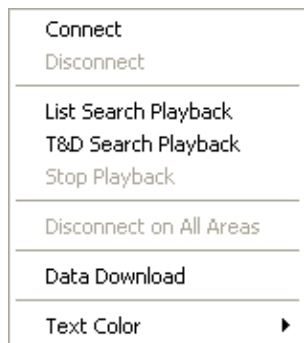 Connect
Disconnect
List Search Playback
T&D Search Playback
Stop Playback
Disconnect on All Areas
Data Download
Text Color